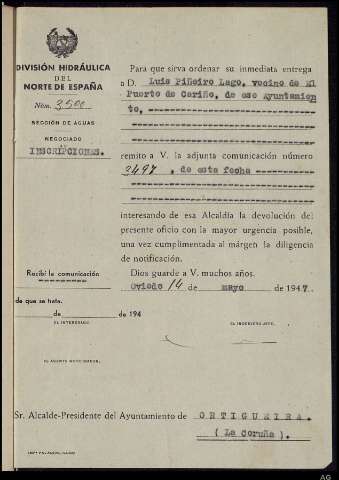 DIVISIÓN HIDRÁULICA
DEL
NORTE DE ESPAÑA
Núm. 3500
SECCIÓN DE AGUAS
NEGOCIADO
INSCRIPCIONES.
Para que sirva ordenar su inmediata entrega
a D. Luis Piñeiro Lago, vecino de El
Puerto de Cariño, de ese Ayuntamien
to,
remito a V. la adjunta comunicación número
3497, de esta fecha
interesando de esa Alcaldía la devolución del
presente oficio con la mayor urgencia posible,
una vez cumplimentada al márgen la diligencia
de notificación.
Dios guarde a V. muchos años.
Oviedo 14 de mayo de 1947.
EL INGENIERO JEFE,
Recibí la comunicación
de que se trata.
de de 194
EL INTERESADO
EL AGENTE NOTIFICADOR,
Sr. Alcalde-Presidente del Ayuntamiento de ORTIGUEIRA.
(La Coruña).
AG